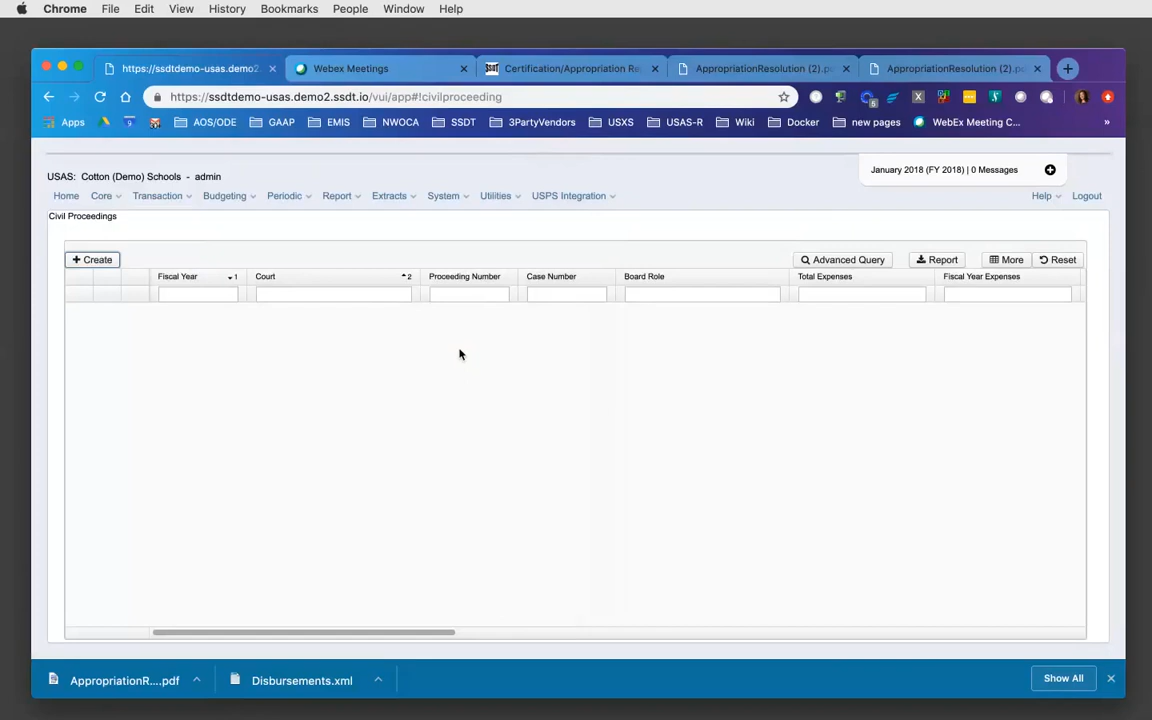 Chrome File Edit View History Bookmarks People Window Help
https://ssdtdemo-usas.demo2. Webex Meetings Certification/Appropriation Re AppropriationResolution (2).p AppropriationResolution (2).p
https://ssdtdemo-usas.demo2.ssdt.io/vui/app#!civilproceeding
Apps AOS/ODE GAAP EMIS NWOCA SSDT 3PartyVendors USXS USAS-R Wiki Docker new pages WebEx Meeting C... »
January 2018 (FY 2018) | 0 Messages
USAS: Cotton (Demo) Schools - admin
Home Core Transaction Budgeting Periodic Report Extracts System Utilities USPS Integration Help Logout
Civil Proceedings
Create Advanced Query Report More Reset
Fiscal Year 1 Court 2 Proceeding Number Case Number Board Role Total Expenses Fiscal Year Expenses
AppropriationR....pdf Disbursements.xml Show All